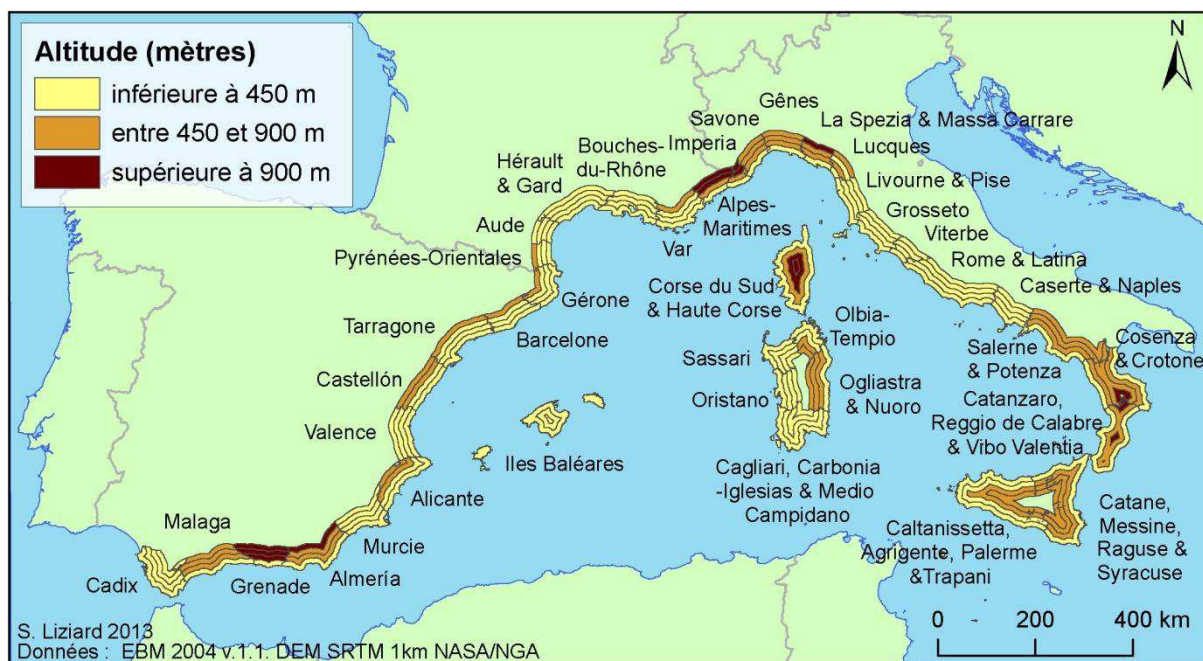 Altitude (mètres)
inférieure à 450 m
entre 450 et 900 m
supérieure à 900 m
N
Gênes
Savone
La Spezia & Massa Carrare
Bouches-
du-Rhône
Imperia
Lucques
Hérault
& Gard
Livourne & Pise
Aude
Alpes-
Maritimes
Grosseto
Viterbe
Var
Pyrénées-Orientales
Rome & Latina
Corse du Sud
& Haute Corse
Caserte & Naples
Gérone
Olbia-
Tempio
Tarragone
Barcelone
Salerne
& Potenza
Cosenza
& Crotone
Sassari
Castellón
Ogliastra
& Nuoro
Oristano
Catanzaro,
Reggio de Calabre
& Vibo Valentia
Valence
Iles Baléares
Cagliari, Carbonia
-Iglesias & Medio
Campidano
Alicante
Malaga
Murcie
Caltanissetta,
Agrigente, Palerme
&Trapani
Catane,
Messine,
Raguse &
Syracuse
Cadix
Grenade
Almería
0 200 400 km
S. Liziard 2013
Données : EBM 2004 v.1.1. DEM SRTM 1km NASA/NGA